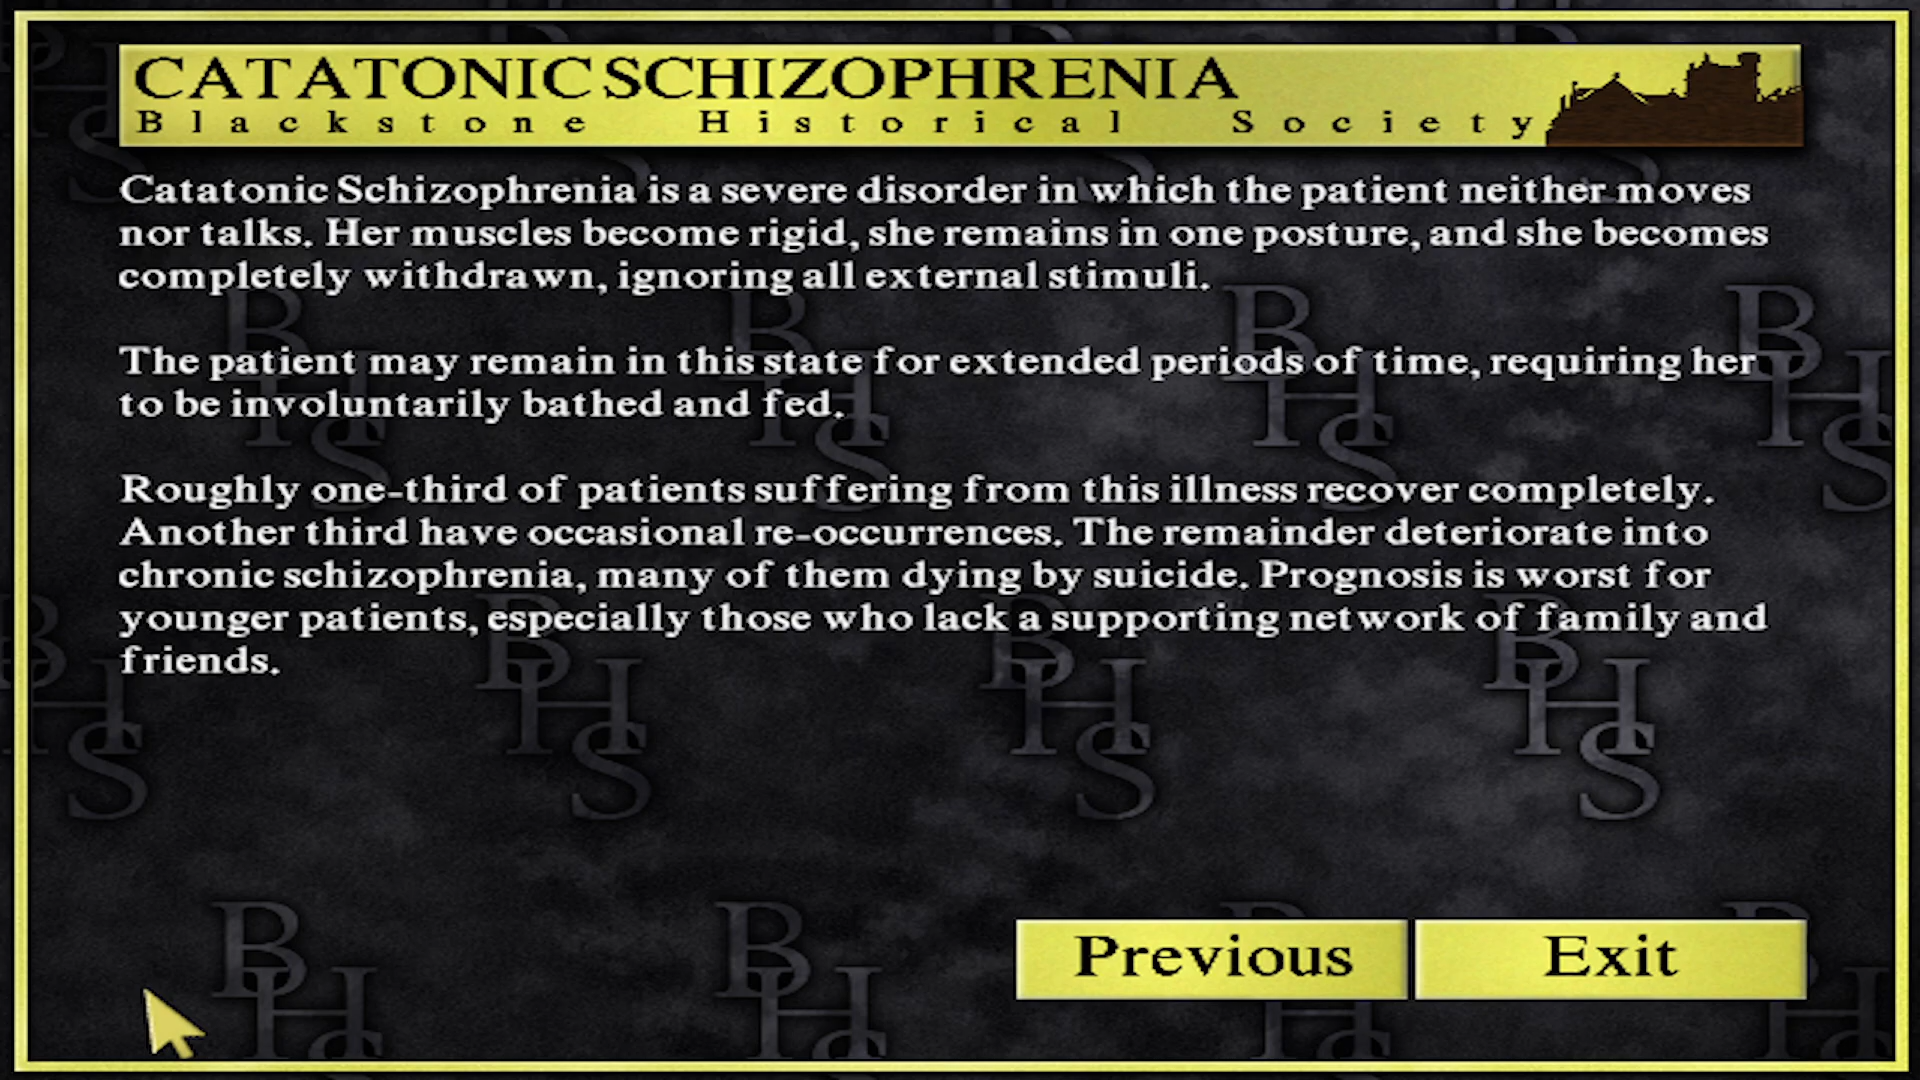 CATATONIC SCHIZOPHRENIA
Blackstone Historical Society
Catatonic Schizophrenia is a severe disorder in which the patient neither moves
nor talks. Her muscles become rigid, she remains in one posture, and she becomes
completely withdrawn, ignoring all external stimuli.
The patient may remain in this state for extended periods of time, requiring her
to be involuntarily bathed and fed.
Roughly one-third of patients suffering from this illness recover completely.
Another third have occasional re-occurrences. The remainder deteriorate into
chronic schizophrenia, many of them dying by suicide. Prognosis is worst for
younger patients, especially those who lack a supporting network of family and
friends.
Previous
Exit